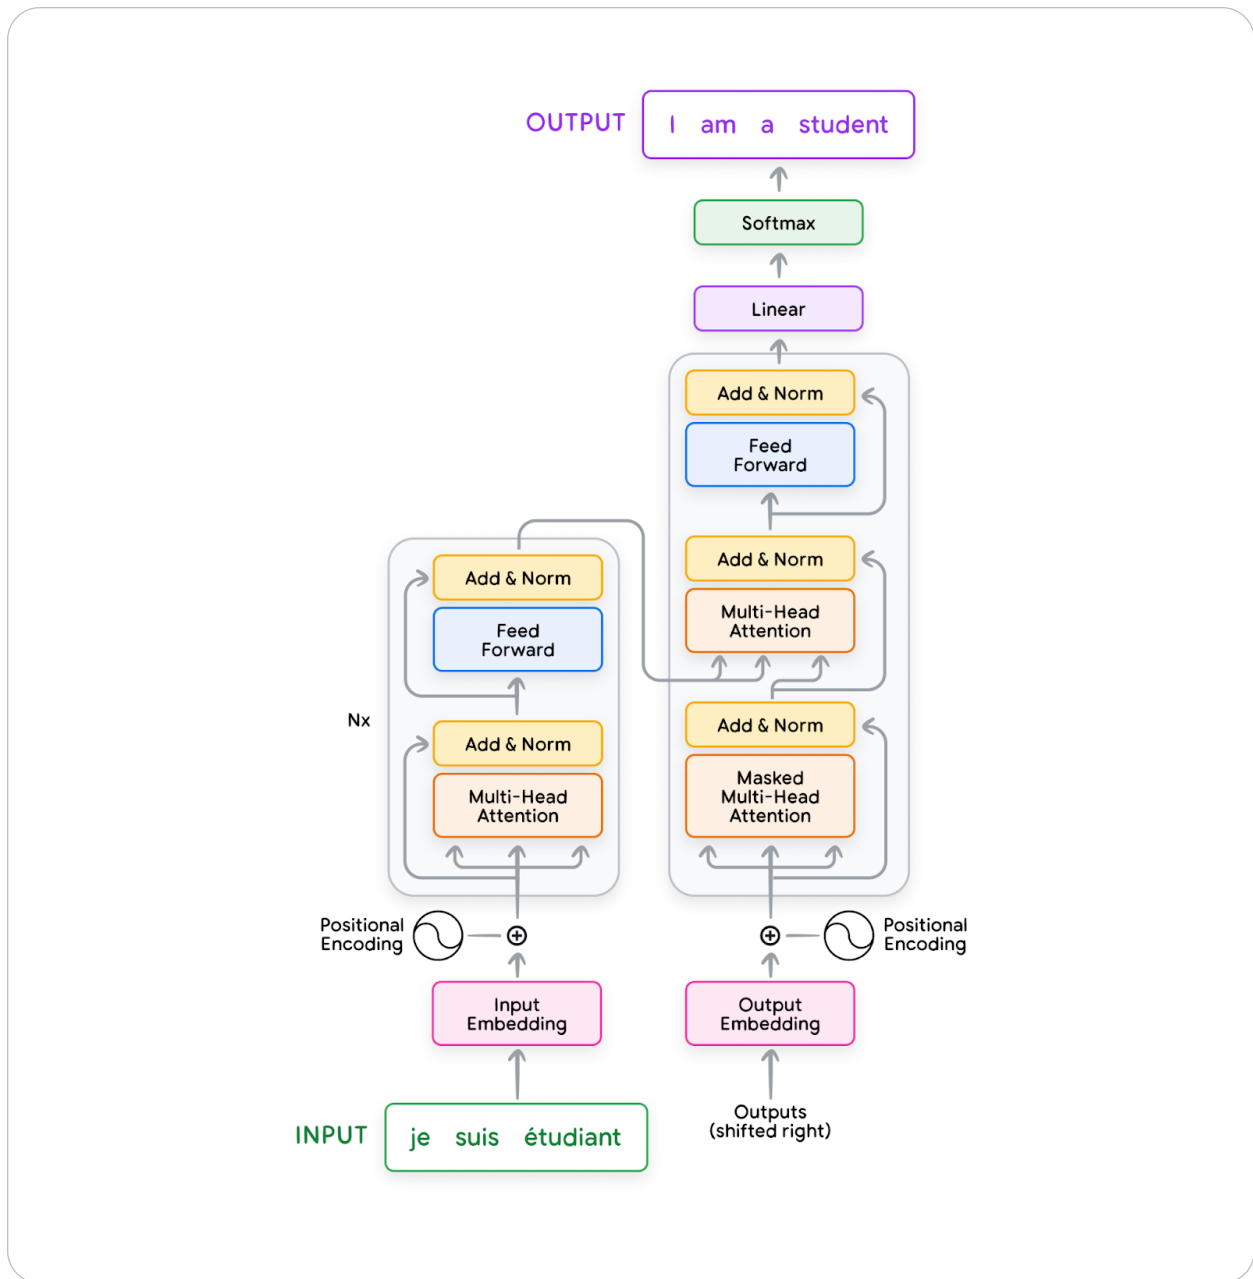 OUTPUT
I am a student
Softmax
Linear
Add & Norm
Feed
Forward
Add & Norm
Multi-Head
Attention
Add & Norm
Masked
Multi-Head
Attention
Add & Norm
Feed
Forward
Nx
Add & Norm
Multi-Head
Attention
Positional
Encoding
Positional
Encoding
Input
Embedding
Output
Embedding
INPUT
je suis étudiant
Outputs
(shifted right)